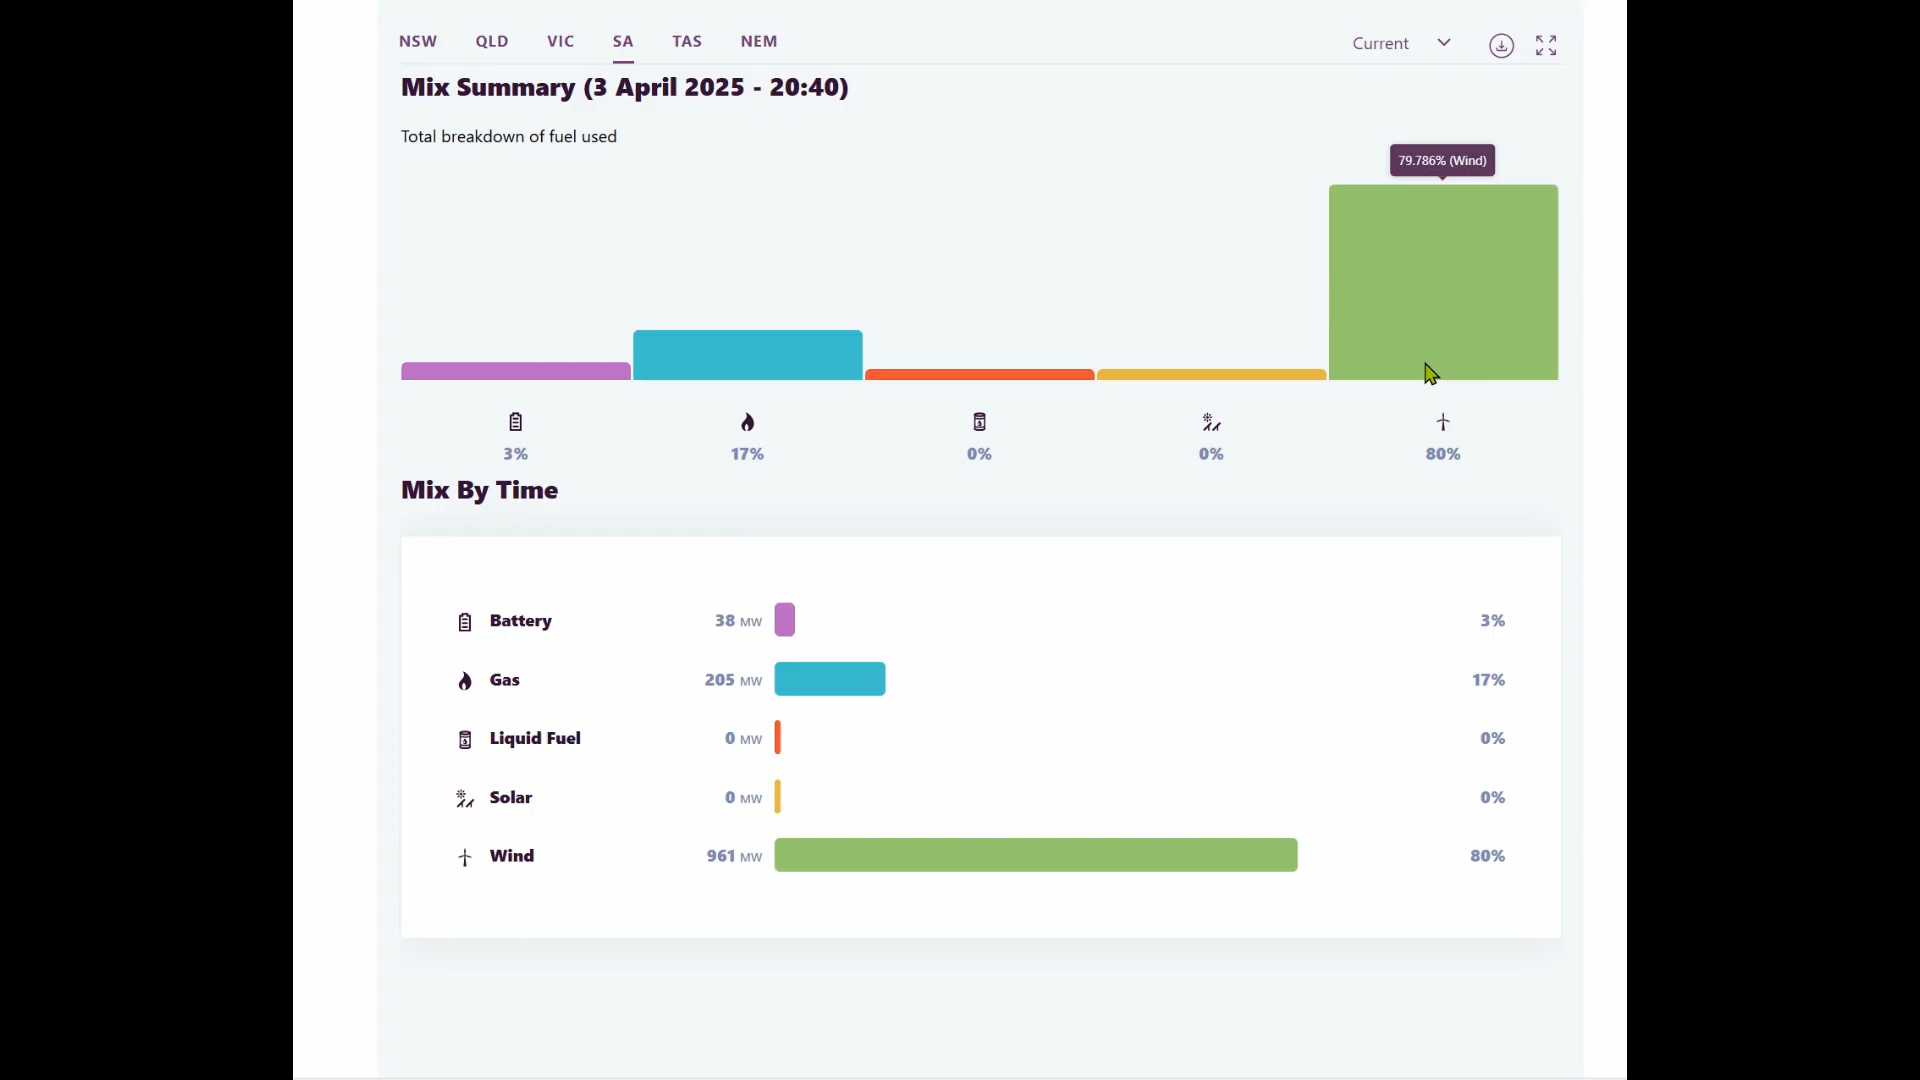 NSW QLD VIC SA TAS NEM Current
Mix Summary (3 April 2025 - 20:40)
Total breakdown of fuel used
79.786% (Wind)
3% 17% 0% 0% 80%
Mix By Time
Battery 38 MW 3%
Gas 205 MW 17%
Liquid Fuel 0 MW 0%
Solar 0 MW 0%
Wind 961 MW 80%